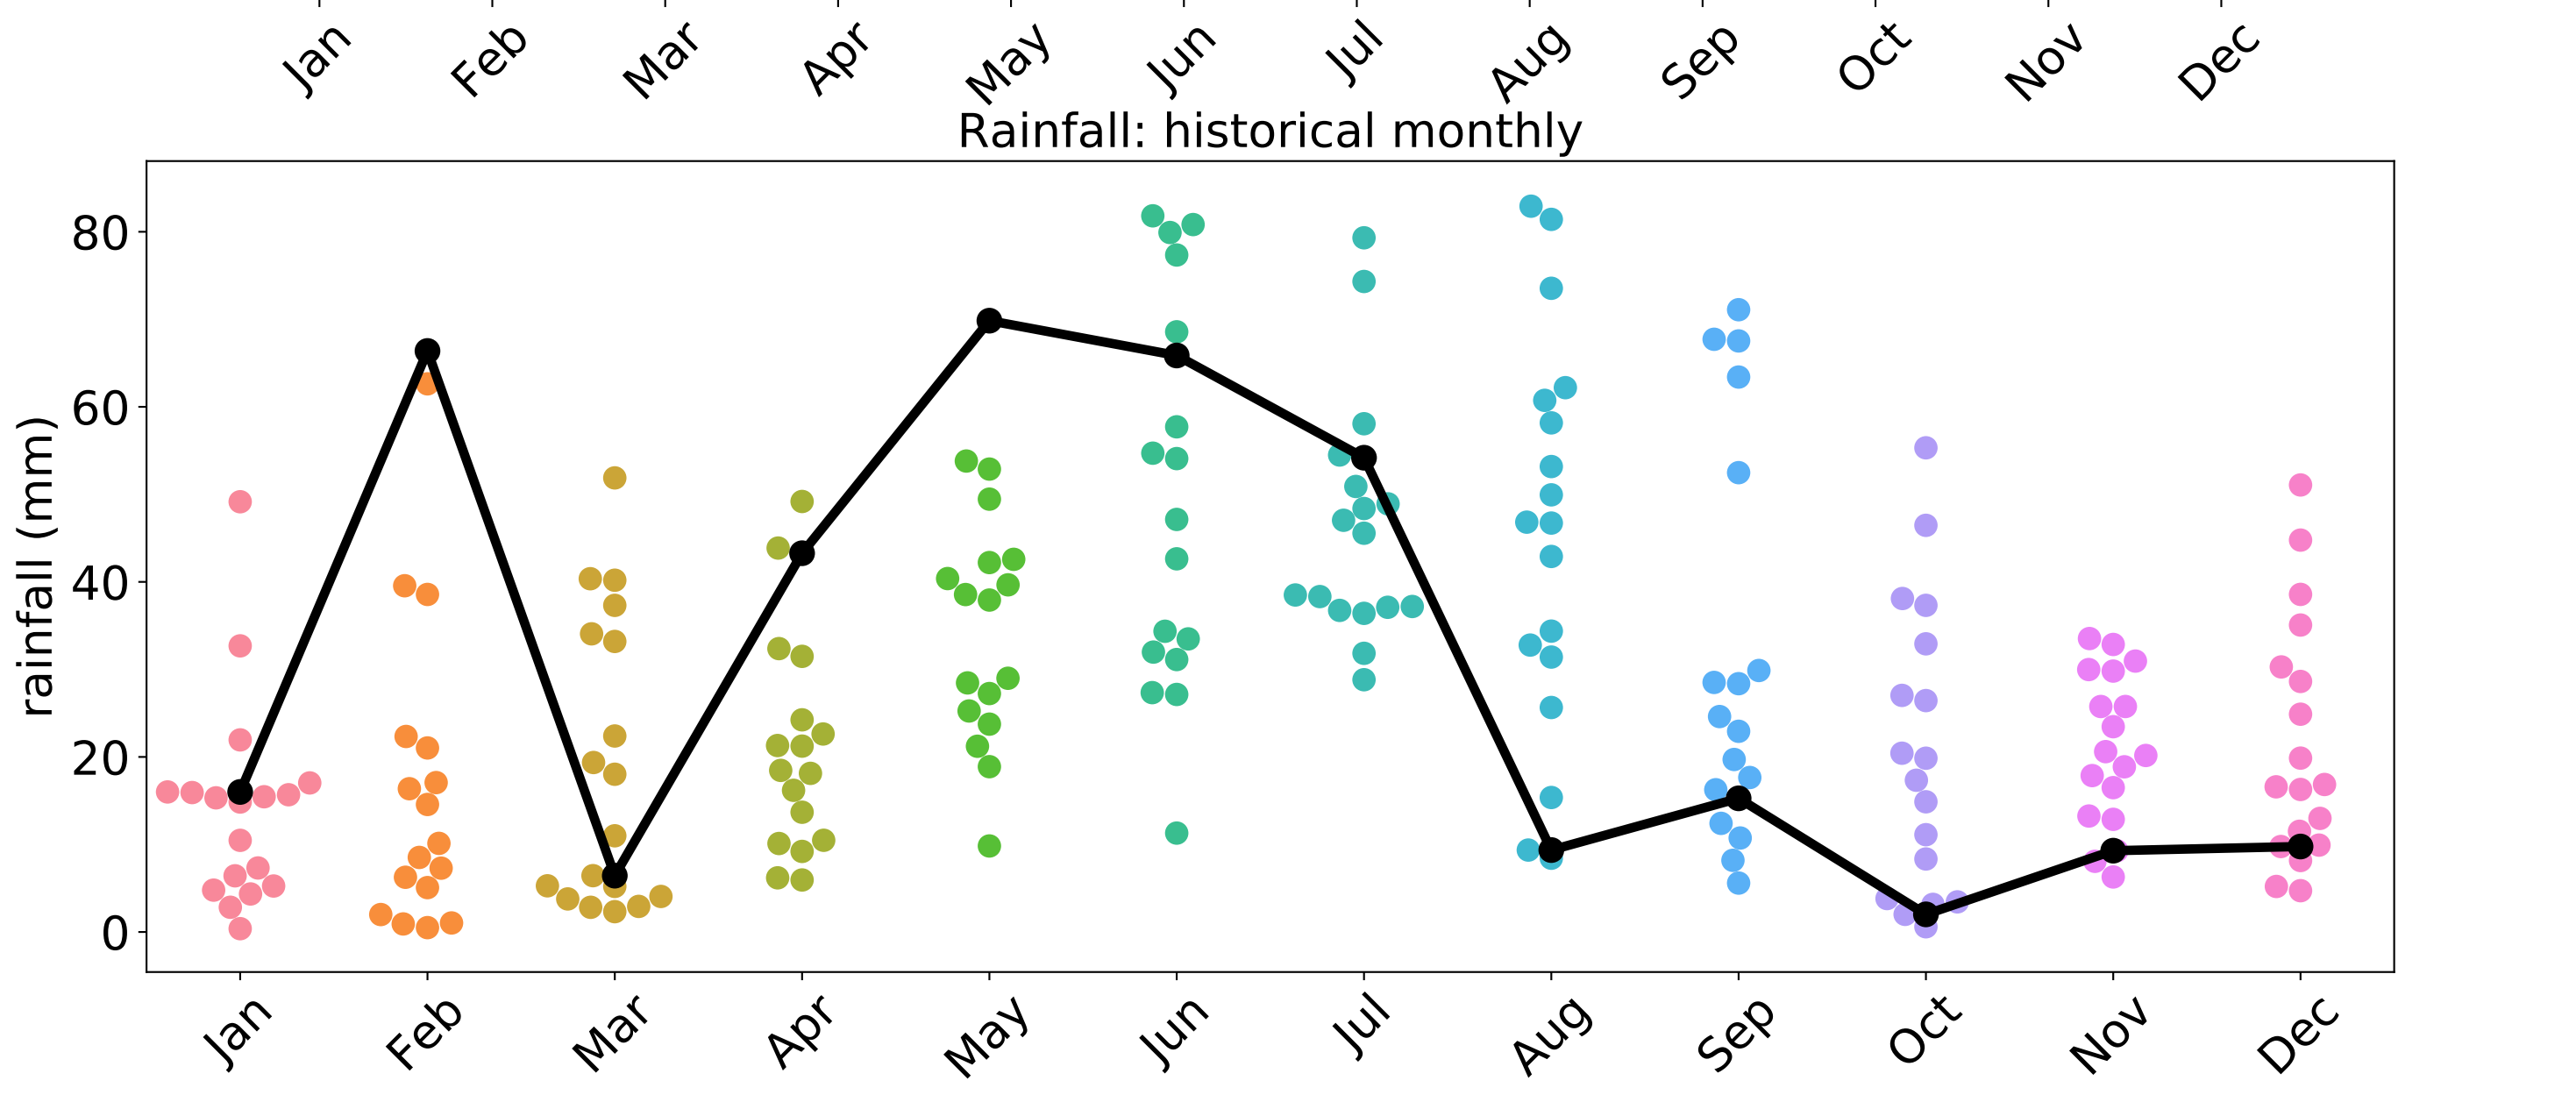 Jan Feb Mar Apr May Jun Jul Aug Sep Oct Nov Dec
Rainfall: historical monthly
rainfall (mm)
80
60
40
20
0
Jan Feb Mar Apr May Jun Jul Aug Sep Oct Nov Dec